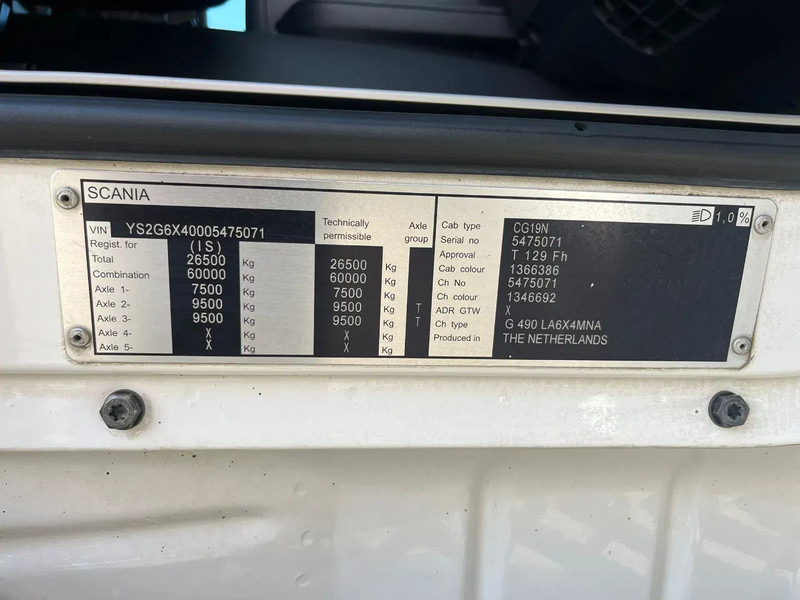 SCANIA
1,0 %
VIN YS2G6X40005475071 Technically permissible Axle group
Regist. for (IS)
Total 26500 Kg 26500 Kg
Combination 60000 Kg 60000 Kg
Axle 1- 7500 Kg 7500 Kg
Axle 2- 9500 Kg 9500 Kg T
Axle 3- 9500 Kg 9500 Kg T
Axle 4- X Kg X Kg
Axle 5- X Kg X Kg
Cab type CG19N
Serial no 5475071
Approval T 129 Fh
Cab colour 1366386
Ch No 5475071
Ch colour 1346692
ADR GTW X
Ch type G 490 LA6X4MNA
Produced in THE NETHERLANDS